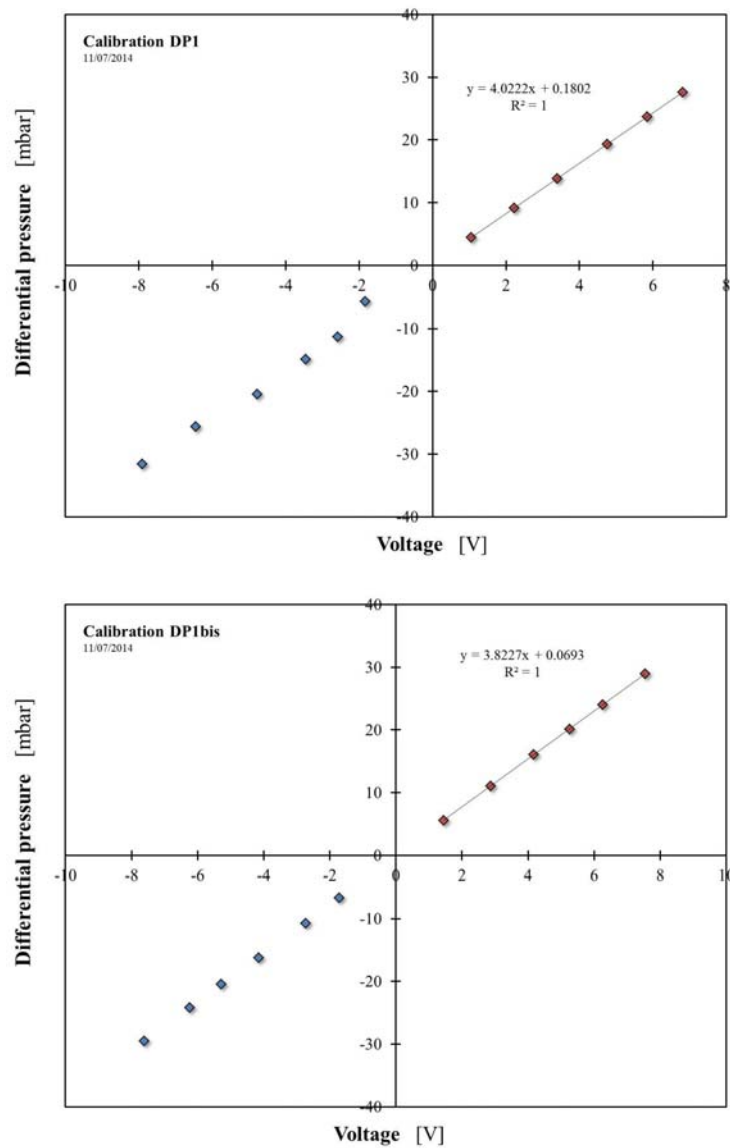 Calibration DP1
11/07/2014
y = 4.0222x + 0.1802
R² = 1
Differential pressure [mbar]
40
30
20
10
0
-10
-20
-30
-40
-10 -8 -6 -4 -2 0 2 4 6 8
Voltage [V]
Calibration DP1bis
11/07/2014
y = 3.8227x + 0.0693
R² = 1
Differential pressure [mbar]
40
30
20
10
0
-10
-20
-30
-40
-10 -8 -6 -4 -2 0 2 4 6 8 10
Voltage [V]